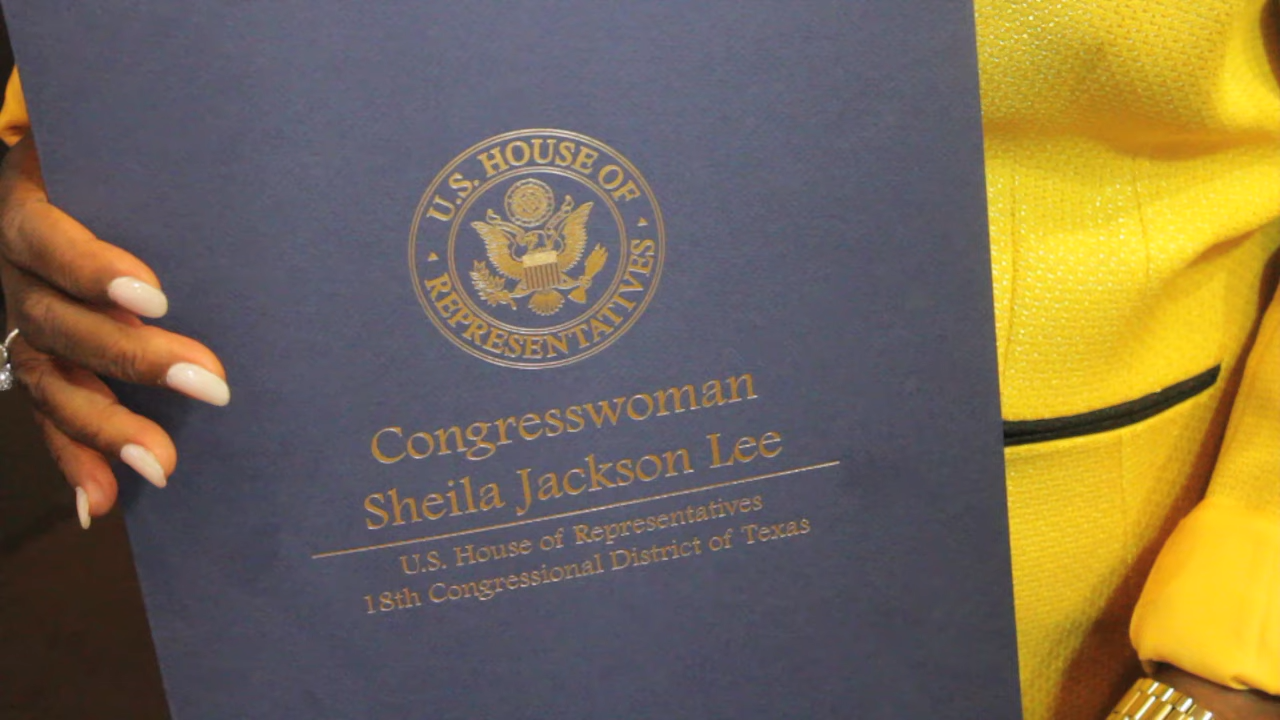 U.S. HOUSE OF
REPRESENTATIVES
Congresswoman
Sheila Jackson Lee
U.S. House of Representatives
18th Congressional District of Texas